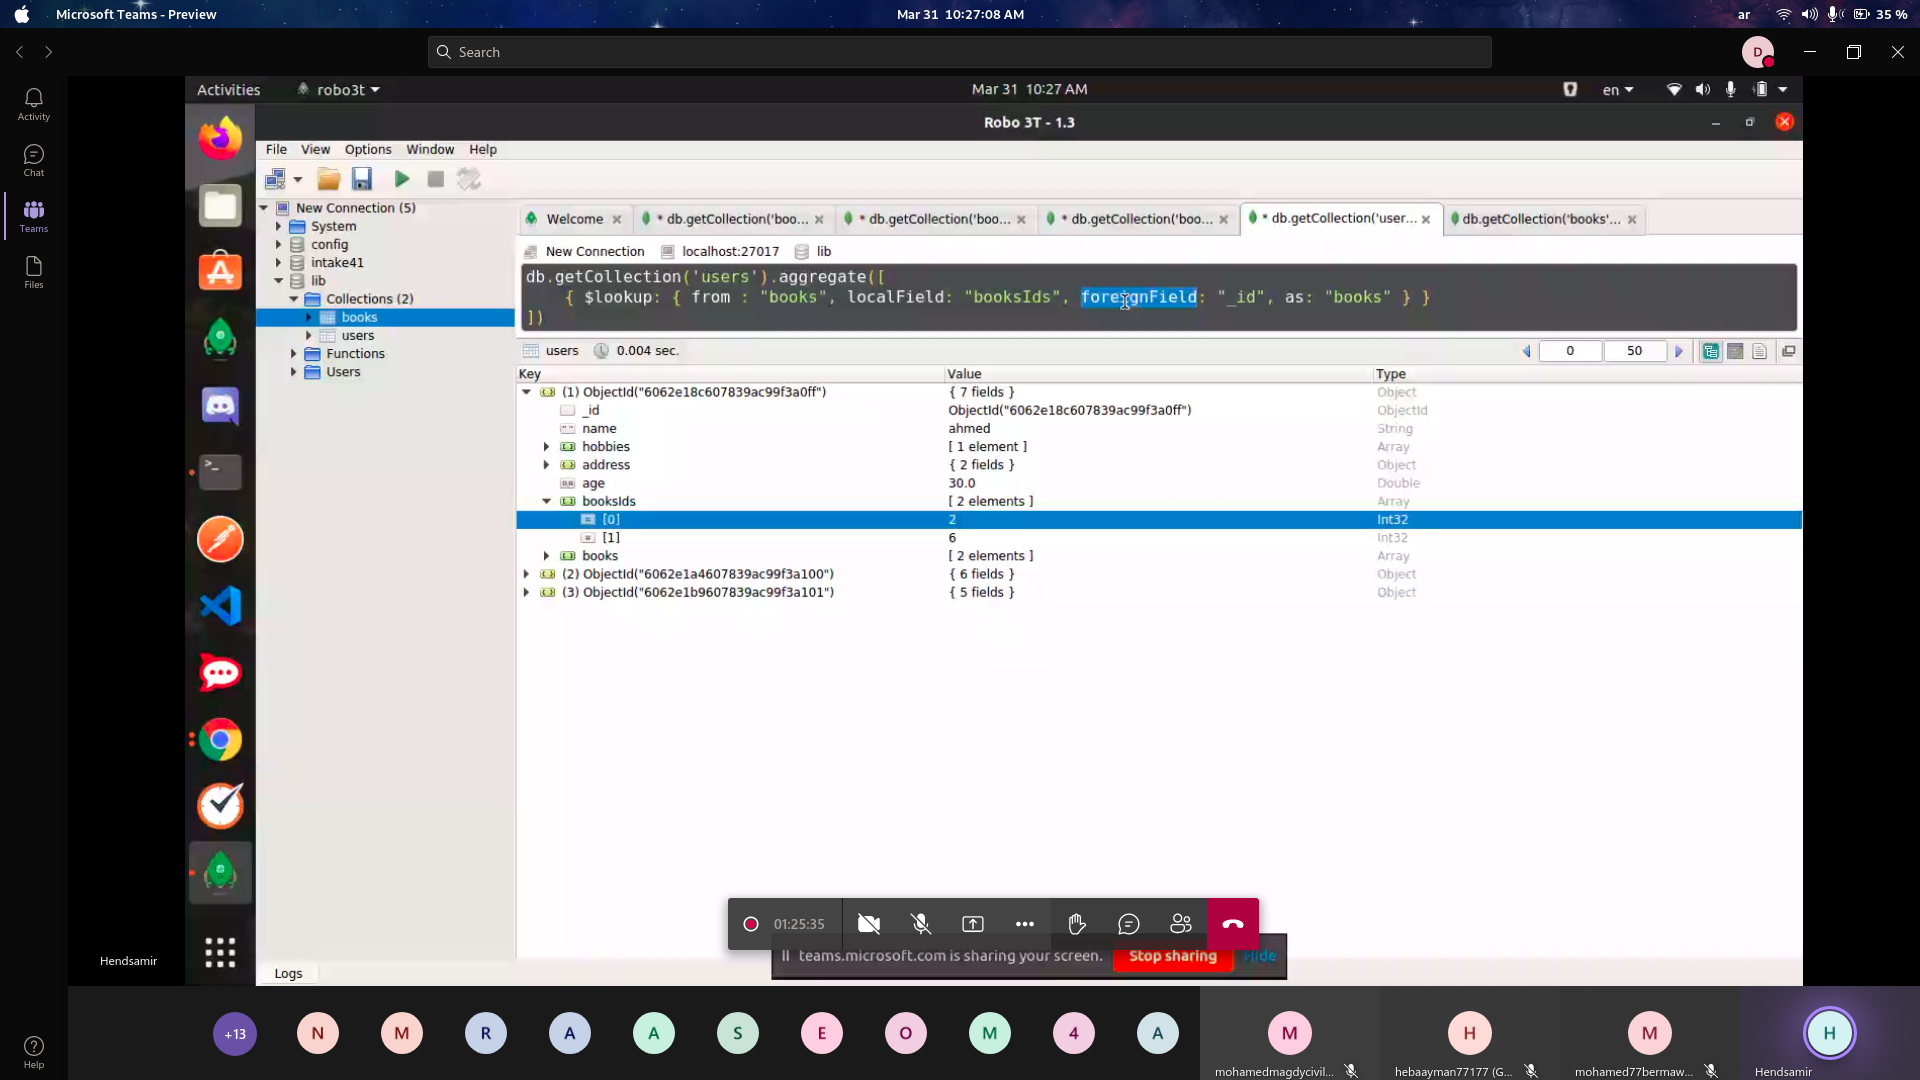 Microsoft Teams - Preview
Mar 31 10:27:08 AM
ar
35 %
Search
D
Activity
Chat
Teams
Files
Help
Activities
robo3t
Mar 31 10:27 AM
en
Robo 3T - 1.3
File View Options Window Help
New Connection (5)
System
config
intake41
lib
Collections (2)
books
users
Functions
Users
Welcome
* db.getCollection('boo...
* db.getCollection('boo...
* db.getCollection('boo...
* db.getCollection('user...
db.getCollection('books'...
New Connection
localhost:27017
lib
db.getCollection('users').aggregate([
{ $lookup: { from : "books", localField: "booksIds", foreignField: "_id", as: "books" } }
])
users
0.004 sec.
0
50
Key Value Type
(1) ObjectId("6062e18c607839ac99f3a0ff") { 7 fields } Object
_id ObjectId("6062e18c607839ac99f3a0ff") ObjectId
name ahmed String
hobbies [ 1 element ] Array
address { 2 fields } Object
age 30.0 Double
booksIds [ 2 elements ] Array
[0] 2 Int32
[1] 6 Int32
books [ 2 elements ] Array
(2) ObjectId("6062e1a4607839ac99f3a100") { 6 fields } Object
(3) ObjectId("6062e1b9607839ac99f3a101") { 5 fields } Object
01:25:35
teams.microsoft.com is sharing your screen.
Stop sharing
Hide
Hendsamir
Logs
+13
N
M
R
A
A
S
E
O
M
4
A
M
H
M
H
mohamedmagdycivil...
hebaayman77177 (G...
mohamed77bermaw...
Hendsamir